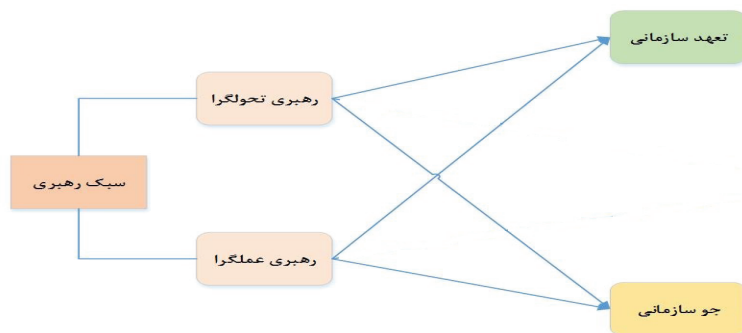 تعهد سازمانی
رهبری تحولگرا
سبک رهبری
رهبری عملگرا
جو سازمانی